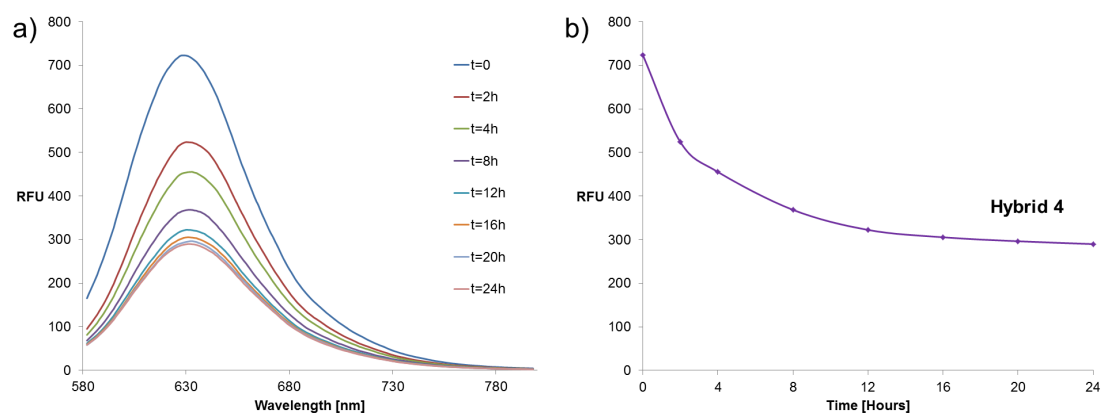 a)
800
700
600
500
400
300
200
100
0
RFU
580
630
680
730
780
Wavelength [nm]
t=0
t=2h
t=4h
t=8h
t=12h
t=16h
t=20h
t=24h
b)
800
700
600
500
400
300
200
100
0
RFU
Hybrid 4
0
4
8
12
16
20
24
Time [Hours]